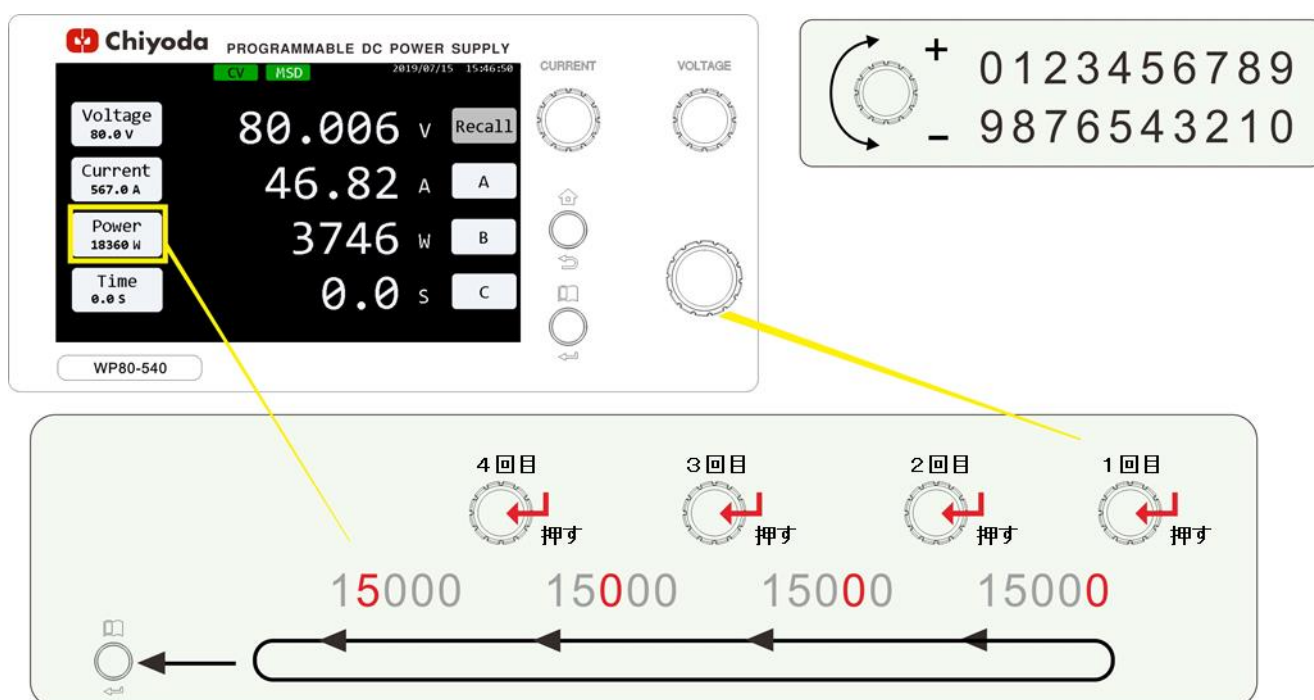 Chiyoda PROGRAMMABLE DC POWER SUPPLY
CV MSD 2019/07/15 15:46:50
CURRENT VOLTAGE
Voltage
80.0 V
80.006 V
Recall
Current
567.0 A
46.82 A
A
Power
18360 W
3746 W
B
Time
0.0 S
0.0 S
C
WP80-540
+ 0123456789
- 9876543210
4回目 3回目 2回目 1回目
押す 押す 押す 押す
15000 15000 15000 15000